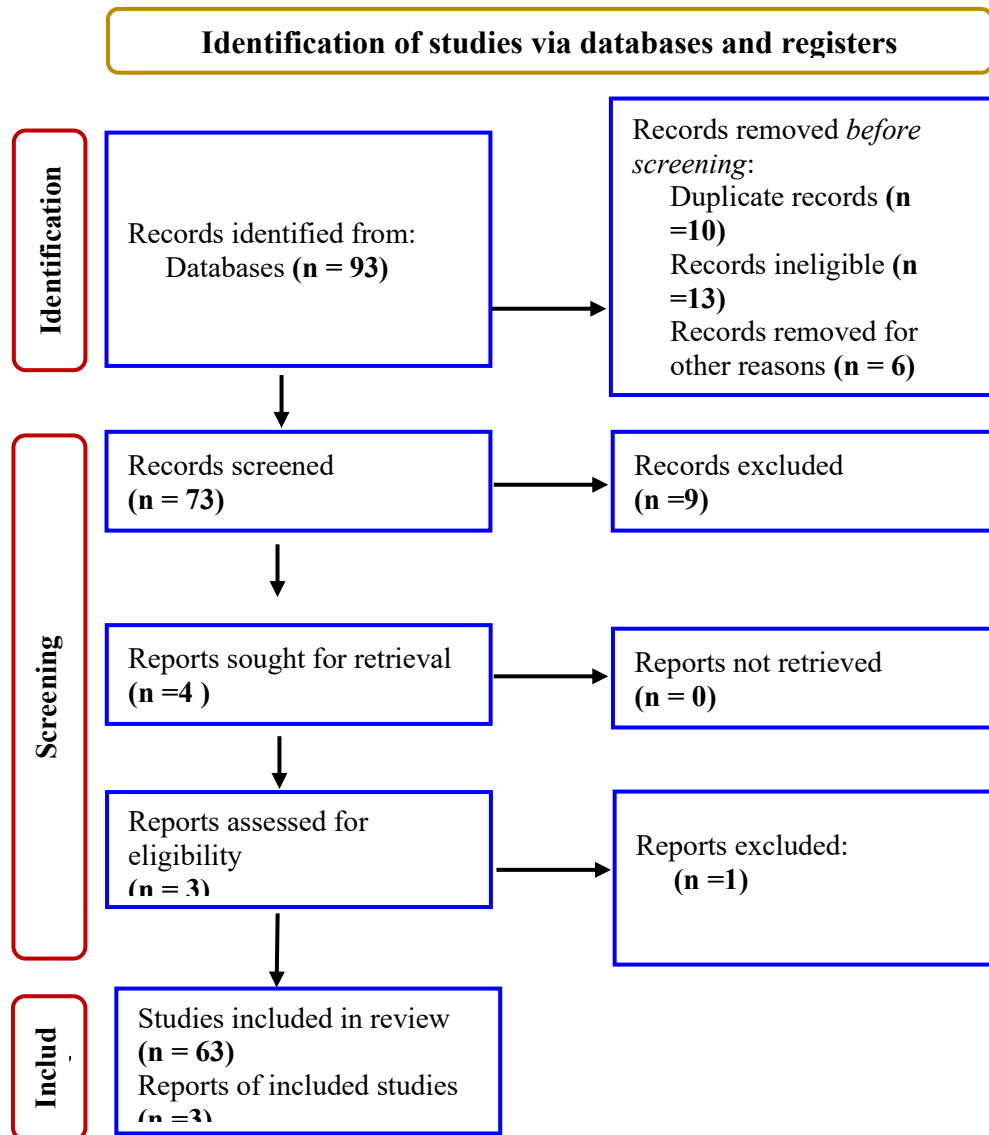 Identification of studies via databases and registers
Identification
Records identified from:
Databases (n = 93)
Records removed before
screening:
Duplicate records (n
=10)
Records ineligible (n
=13)
Records removed for
other reasons (n = 6)
Screening
Records screened
(n = 73)
Records excluded
(n =9)
Reports sought for retrieval
(n =4 )
Reports not retrieved
(n = 0)
Reports assessed for
eligibility
(n = 3)
Reports excluded:
(n =1)
Includ
Studies included in review
(n = 63)
Reports of included studies
(n =3)